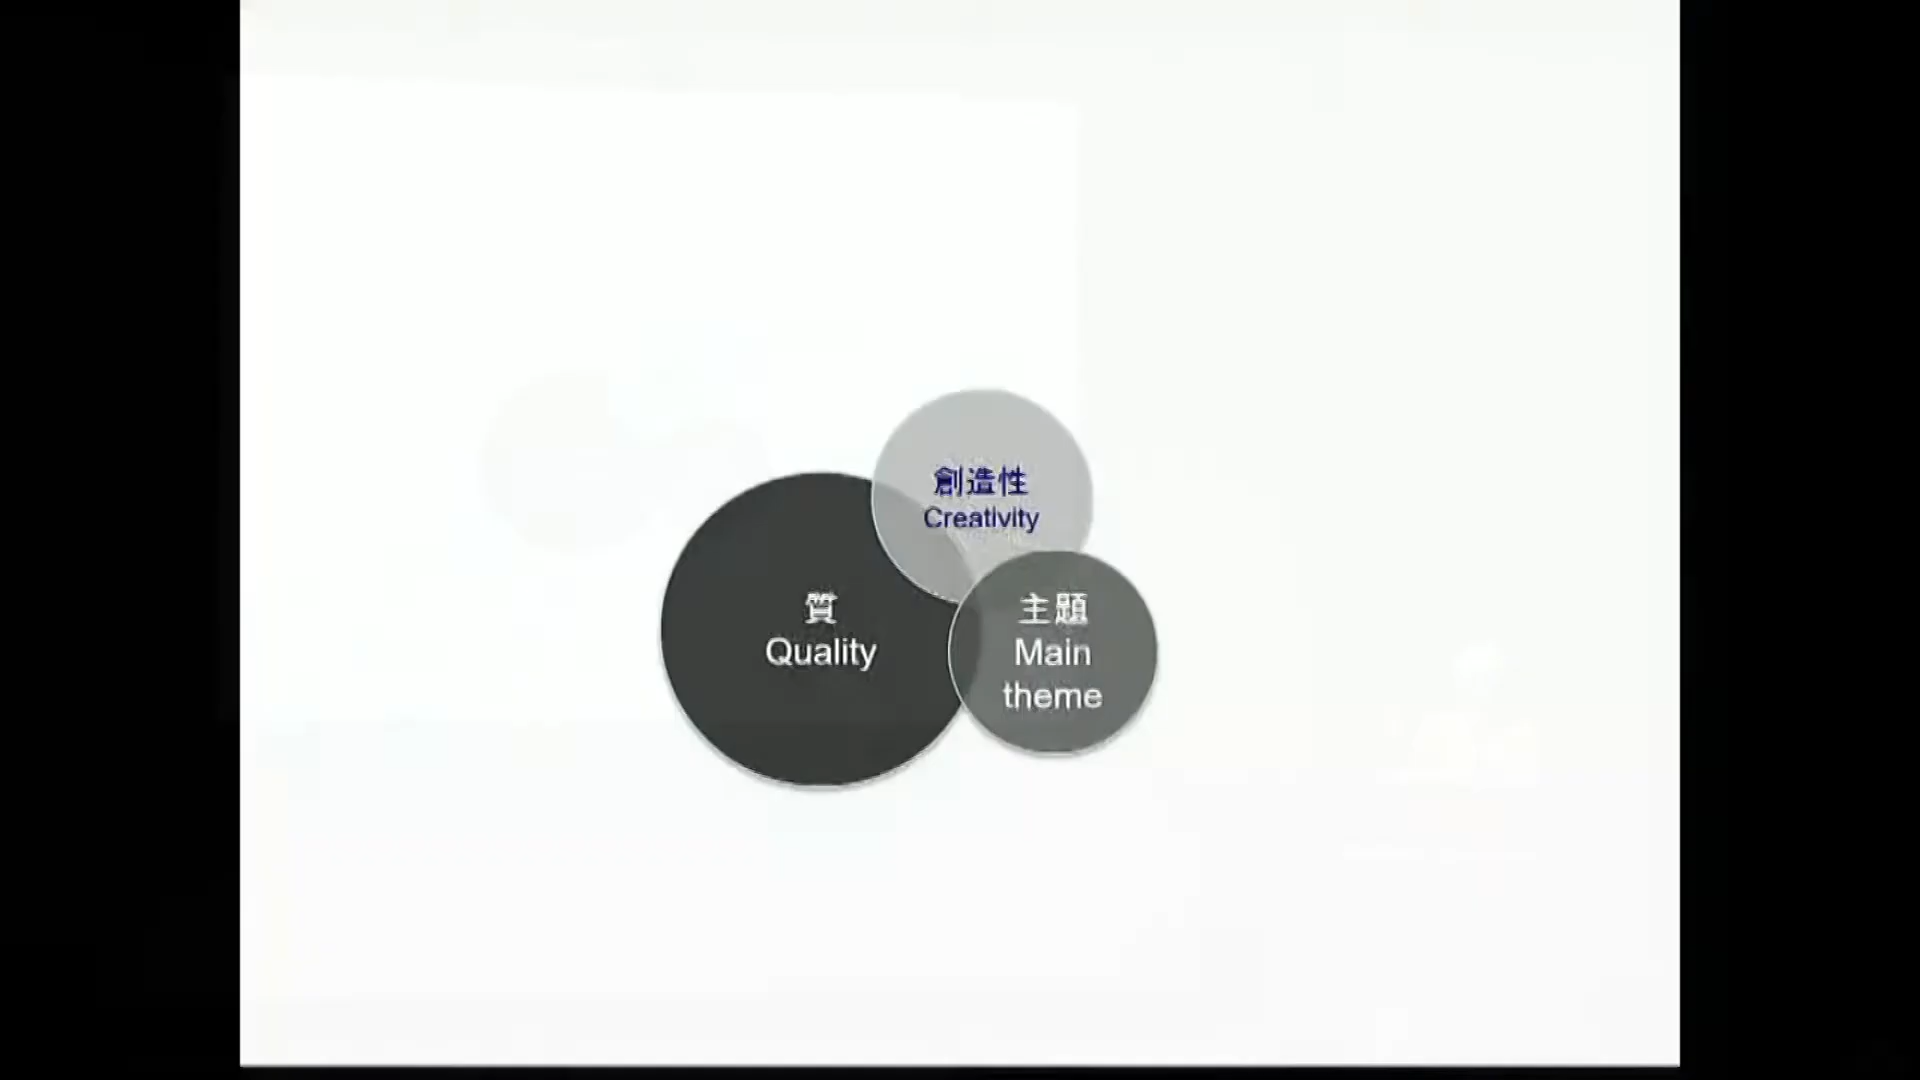 創造性
Creativity
質
Quality
主題
Main
theme